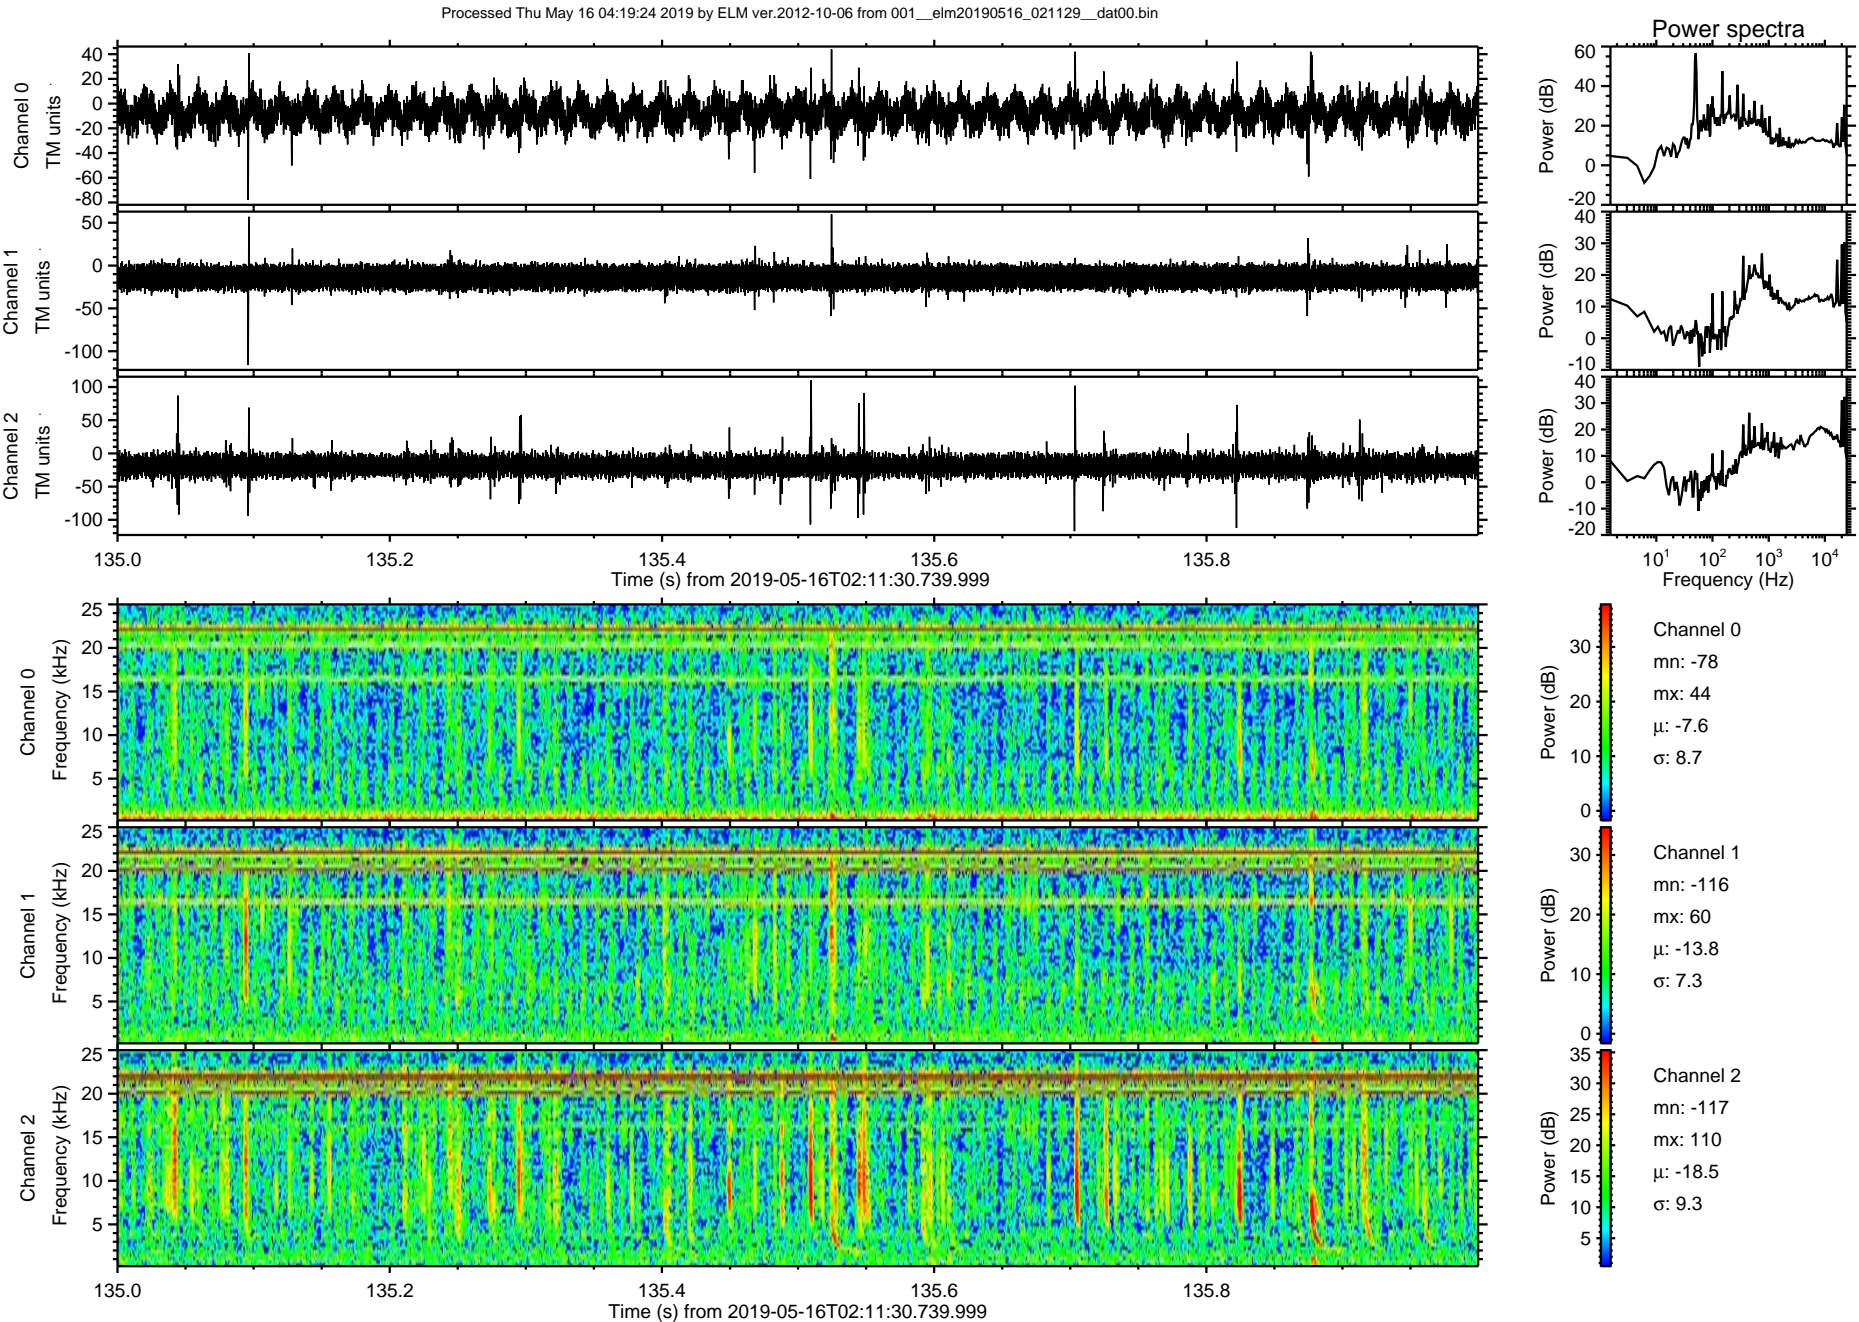 Processed Thu May 16 04:19:24 2019 by ELM ver.2012-10-06 from 001__elm20190516_021129__dat00.bin
Power spectra
Channel 0
TM units
40
20
0
-20
-40
-60
-80
Power (dB)
60
40
20
0
-20
Channel 1
TM units
50
0
-50
-100
Power (dB)
40
30
20
10
0
-10
Channel 2
TM units
100
50
0
-50
-100
Power (dB)
40
30
20
10
0
-10
-20
135.0 135.2 135.4 135.6 135.8
Time (s) from 2019-05-16T02:11:30.739.999
10¹ 10² 10³ 10⁴
Frequency (Hz)
Channel 0
Frequency (kHz)
25
20
15
10
5
Power (dB)
30
20
10
0
Channel 0
mn: -78
mx: 44
μ: -7.6
σ: 8.7
Channel 1
Frequency (kHz)
25
20
15
10
5
Power (dB)
30
20
10
0
Channel 1
mn: -116
mx: 60
μ: -13.8
σ: 7.3
Channel 2
Frequency (kHz)
25
20
15
10
5
Power (dB)
35
30
25
20
15
10
5
Channel 2
mn: -117
mx: 110
μ: -18.5
σ: 9.3
135.0 135.2 135.4 135.6 135.8
Time (s) from 2019-05-16T02:11:30.739.999